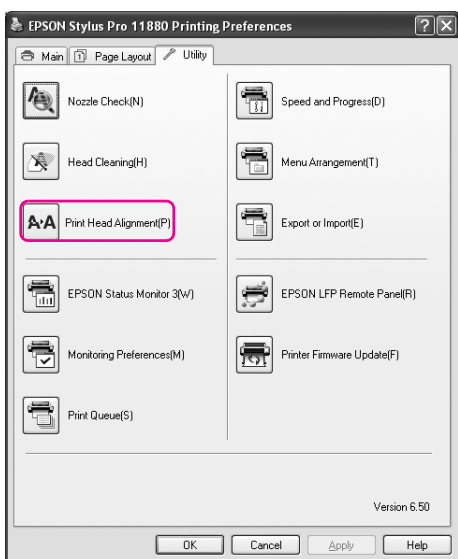 EPSON Stylus Pro 11880 Printing Preferences
Main 1 Page Layout Utility
Nozzle Check(N)
Speed and Progress(D)
Head Cleaning(H)
Menu Arrangement(T)
A A Print Head Alignment(P)
Export or Import(E)
EPSON Status Monitor 3(W)
EPSON LFP Remote Panel(R)
Monitoring Preferences(M)
Printer Firmware Update(F)
Print Queue(S)
Version 6.50
OK Cancel Apply Help